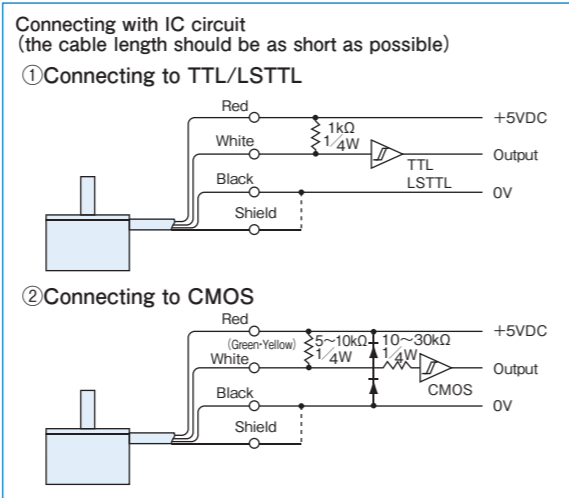 Connecting with IC circuit
(the cable length should be as short as possible)
①Connecting to TTL/LSTTL
Red
+5VDC
1kΩ
1/4W
White
Output
TTL
LSTTL
Black
0V
Shield
②Connecting to CMOS
Red
+5VDC
(Green·Yellow)
5~10kΩ
1/4W
10~30kΩ
1/4W
White
Output
CMOS
Black
0V
Shield